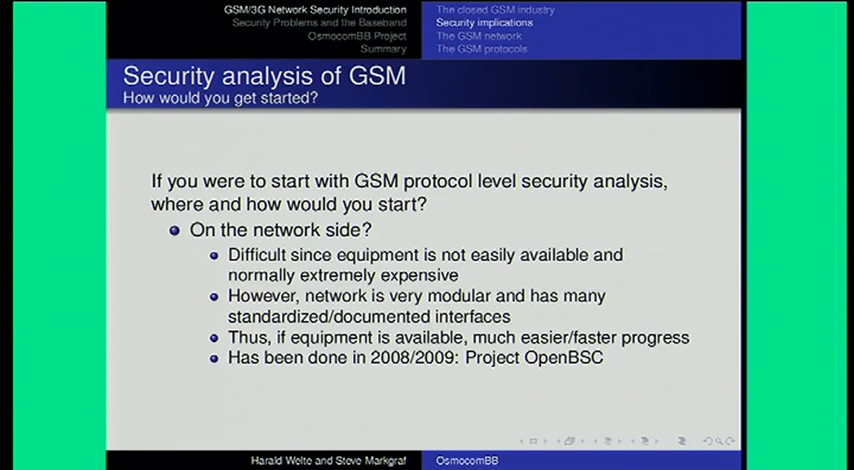 GSM/3G Network Security Introduction
Security Problems and the Baseband
OsmocomBB Project
Summary
The closed GSM industry
Security implications
The GSM network
The GSM protocols
Security analysis of GSM
How would you get started?
If you were to start with GSM protocol level security analysis,
where and how would you start?
On the network side?
Difficult since equipment is not easily available and
normally extremely expensive
However, network is very modular and has many
standardized/documented interfaces
Thus, if equipment is available, much easier/faster progress
Has been done in 2008/2009: Project OpenBSC
Harald Welte and Steve Markgraf
OsmocomBB